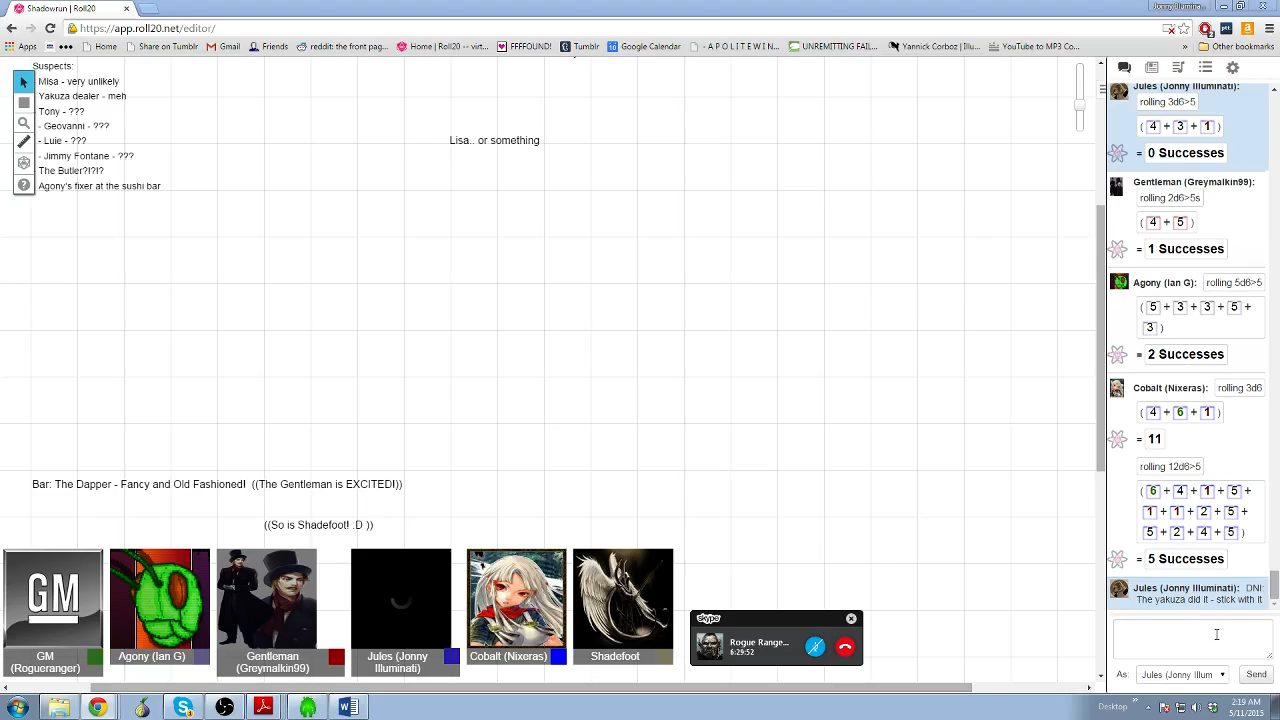 Shadowrun | Roll20
Jonny-Illumine...
https://app.roll20.net/editor/
Apps
Home
Share on Tumblr
Gmail
Friends
reddit: the front pag...
Home | Roll20 -- virt...
FFFFOUND!
Tumblr
Google Calendar
- A P O L I T E W I N...
UNREMITTING FAIL...
Yannics Corboz | Illu...
YouTube to MP3 Co...
»
Other bookmarks
Suspects:
Misa - very unlikely
Yakuza dealer - meh
Tony - ???
- Geovanni - ???
- Luie - ???
- Jimmy Fontane - ???
The Butler?!?!?
Agony's fixer at the sushi bar
Lisa.. or something
Bar: The Dapper - Fancy and Old Fashioned! ((The Gentleman is EXCITED!))
((So is Shadefoot! :D ))
GM
GM
(Rogueranger)
Agony (Ian G)
Gentleman
(Greymalkin99)
Jules (Jonny
Illuminati)
Cobalt (Nixeras)
Shadefoot
skype
Rogue Range...
6:29:52
Jules (Jonny Illuminati):
rolling 3d6>5
( 4 + 3 + 1 )
= 0 Successes
Gentleman (Greymalkin99):
rolling 2d6>5s
( 4 + 5 )
= 1 Successes
Agony (Ian G): rolling 5d6>5
( 5 + 3 + 3 + 5 +
3 )
= 2 Successes
Cobalt (Nixeras): rolling 3d6
( 4 + 6 + 1 )
= 11
rolling 12d6>5
( 6 + 4 + 1 + 5 +
1 + 1 + 2 + 5 +
5 + 2 + 4 + 5 )
= 5 Successes
Jules (Jonny Illuminati): DNI
The yakuza did it - stick with it
As: Jules (Jonny Illum
Send
Desktop
2:19 AM
5/11/2015